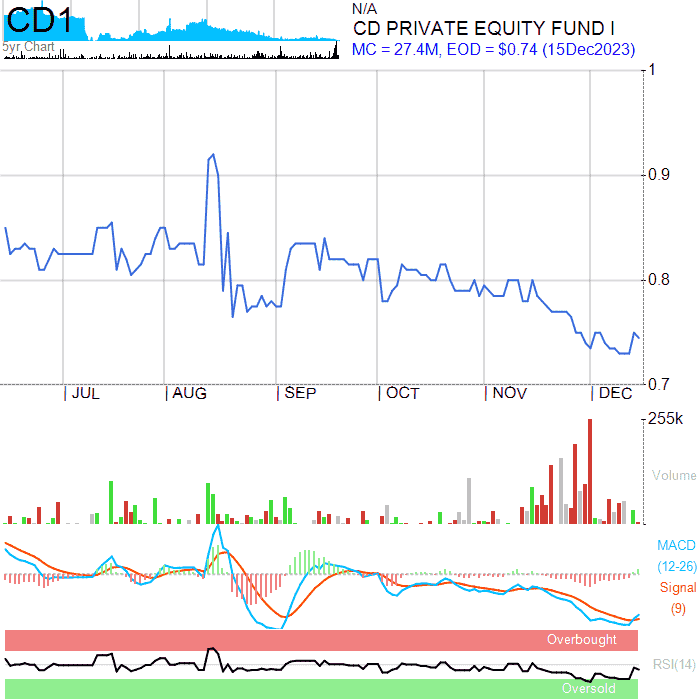 CD1
5yr Chart
N/A
CD PRIVATE EQUITY FUND I
MC = 27.4M, EOD = $0.74 (15Dec2023)
1
0.9
0.8
0.7
JUL AUG SEP OCT NOV DEC
255k
Volume
MACD
(12-26)
Signal
(9)
Overbought
RSI(14)
Oversold